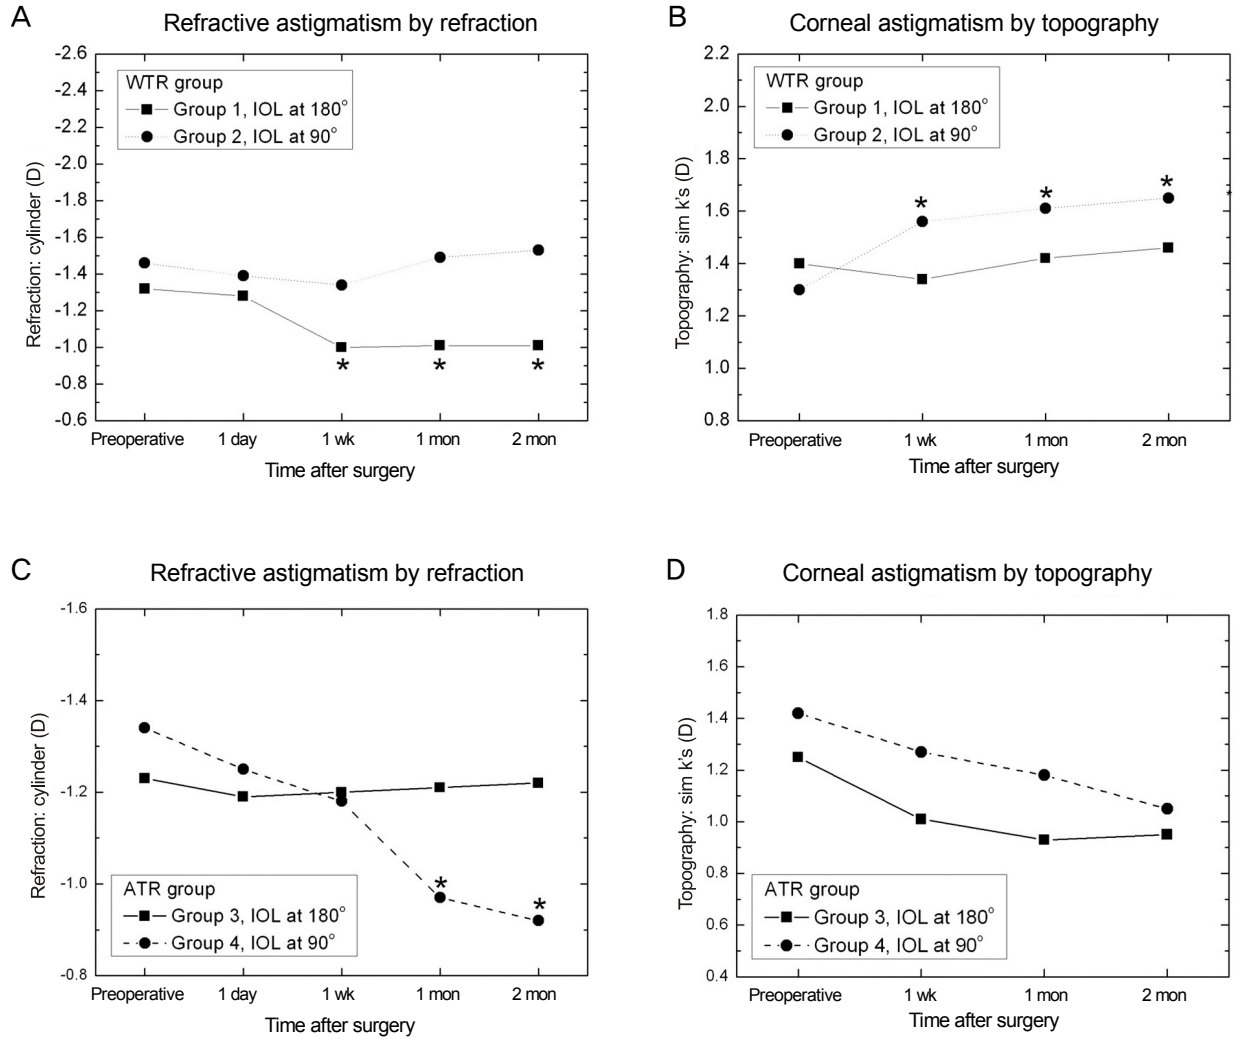 A
Refractive astigmatism by refraction
-2.6
-2.4
-2.2
-2.0
-1.8
-1.6
-1.4
-1.2
-1.0
-0.8
-0.6
Refraction: cylinder (D)
WTR group
Group 1, IOL at 180°
Group 2, IOL at 90°
* * *
Preoperative 1 day 1 wk 1 mon 2 mon
Time after surgery
B
Corneal astigmatism by topography
2.2
2.0
1.8
1.6
1.4
1.2
1.0
0.8
Topography: sim k's (D)
WTR group
Group 1, IOL at 180°
Group 2, IOL at 90°
* * *
Preoperative 1 wk 1 mon 2 mon
Time after surgery
C
Refractive astigmatism by refraction
-1.6
-1.4
-1.2
-1.0
-0.8
Refraction: cylinder (D)
ATR group
Group 3, IOL at 180°
Group 4, IOL at 90°
* *
Preoperative 1 day 1 wk 1 mon 2 mon
Time after surgery
D
Corneal astigmatism by topography
1.8
1.6
1.4
1.2
1.0
0.8
0.6
0.4
Topography: sim k's (D)
ATR group
Group 3, IOL at 180°
Group 4, IOL at 90°
Preoperative 1 wk 1 mon 2 mon
Time after surgery